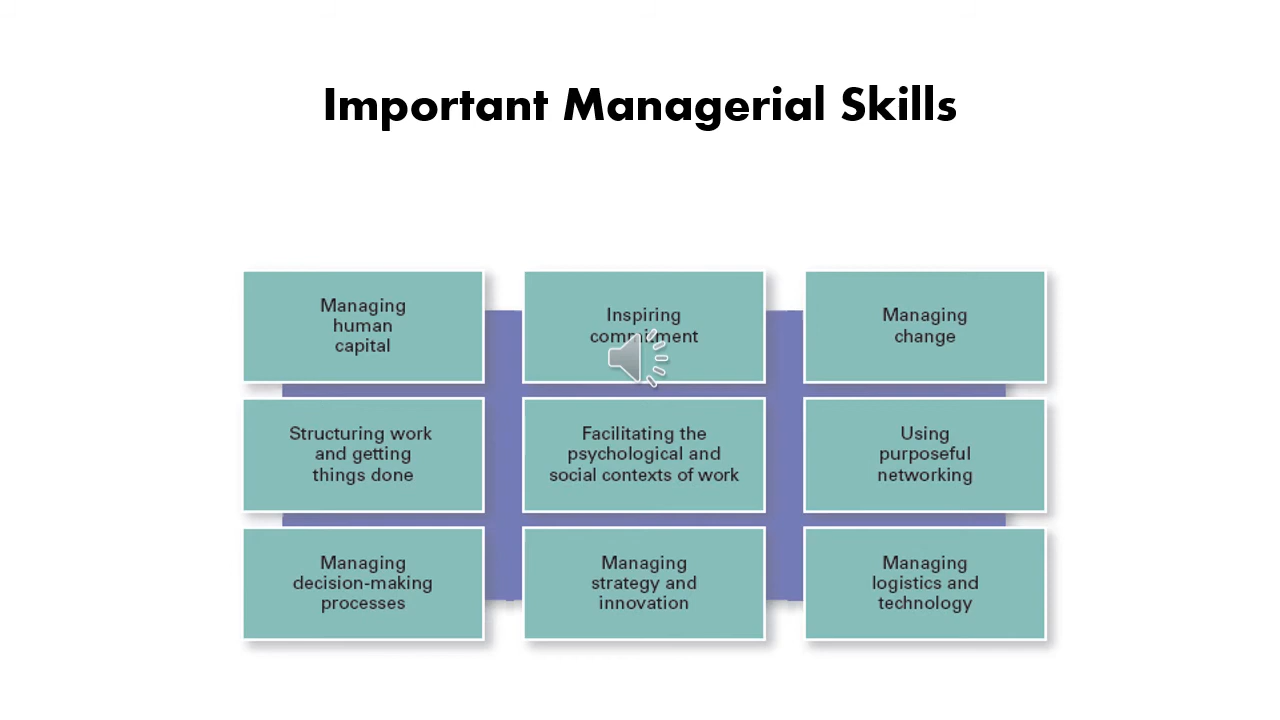 Important Managerial Skills
Managing
human
capital
Inspiring
commitment
Managing
change
Structuring work
and getting
things done
Facilitating the
psychological and
social contexts of work
Using
purposeful
networking
Managing
decision-making
processes
Managing
strategy and
innovation
Managing
logistics and
technology